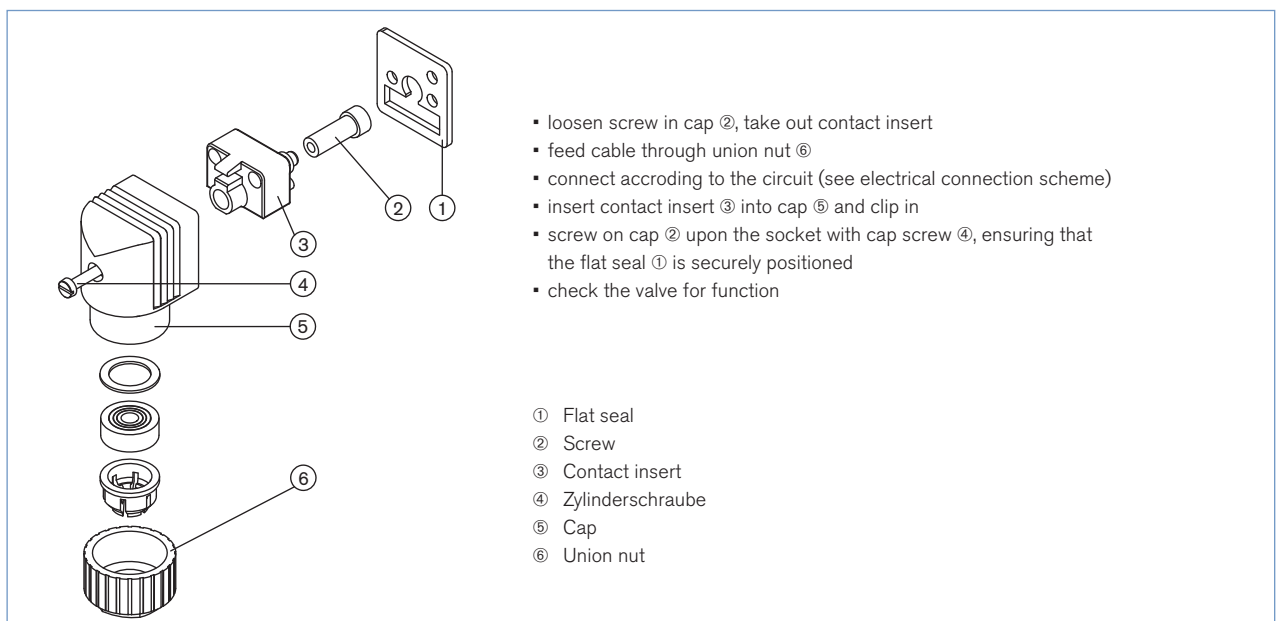 ①
②
③
④
⑤
⑥
▪ loosen screw in cap ②, take out contact insert
▪ feed cable through union nut ⑥
▪ connect accroding to the circuit (see electrical connection scheme)
▪ insert contact insert ③ into cap ⑤ and clip in
▪ screw on cap ② upon the socket with cap screw ④, ensuring that
the flat seal ① is securely positioned
▪ check the valve for function
① Flat seal
② Screw
③ Contact insert
④ Zylinderschraube
⑤ Cap
⑥ Union nut